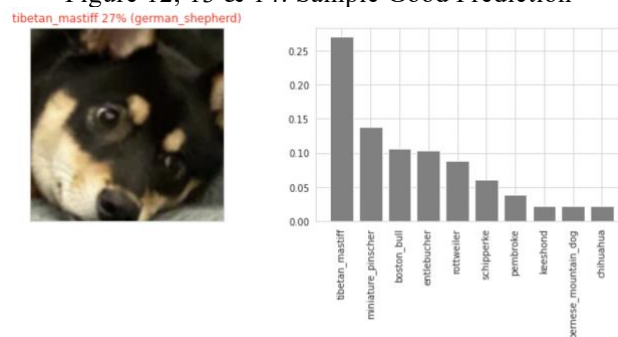 Figure 12, 13 & 14: Sample Good Prediction
tibetan_mastiff 27% (german_shepherd)
0.25
0.20
0.15
0.10
0.05
0.00
tibetan_mastiff
miniature_pinscher
boston_bull
entlebucher
rottweiler
schipperke
pembroke
keeshond
bernese_mountain_dog
chihuahua